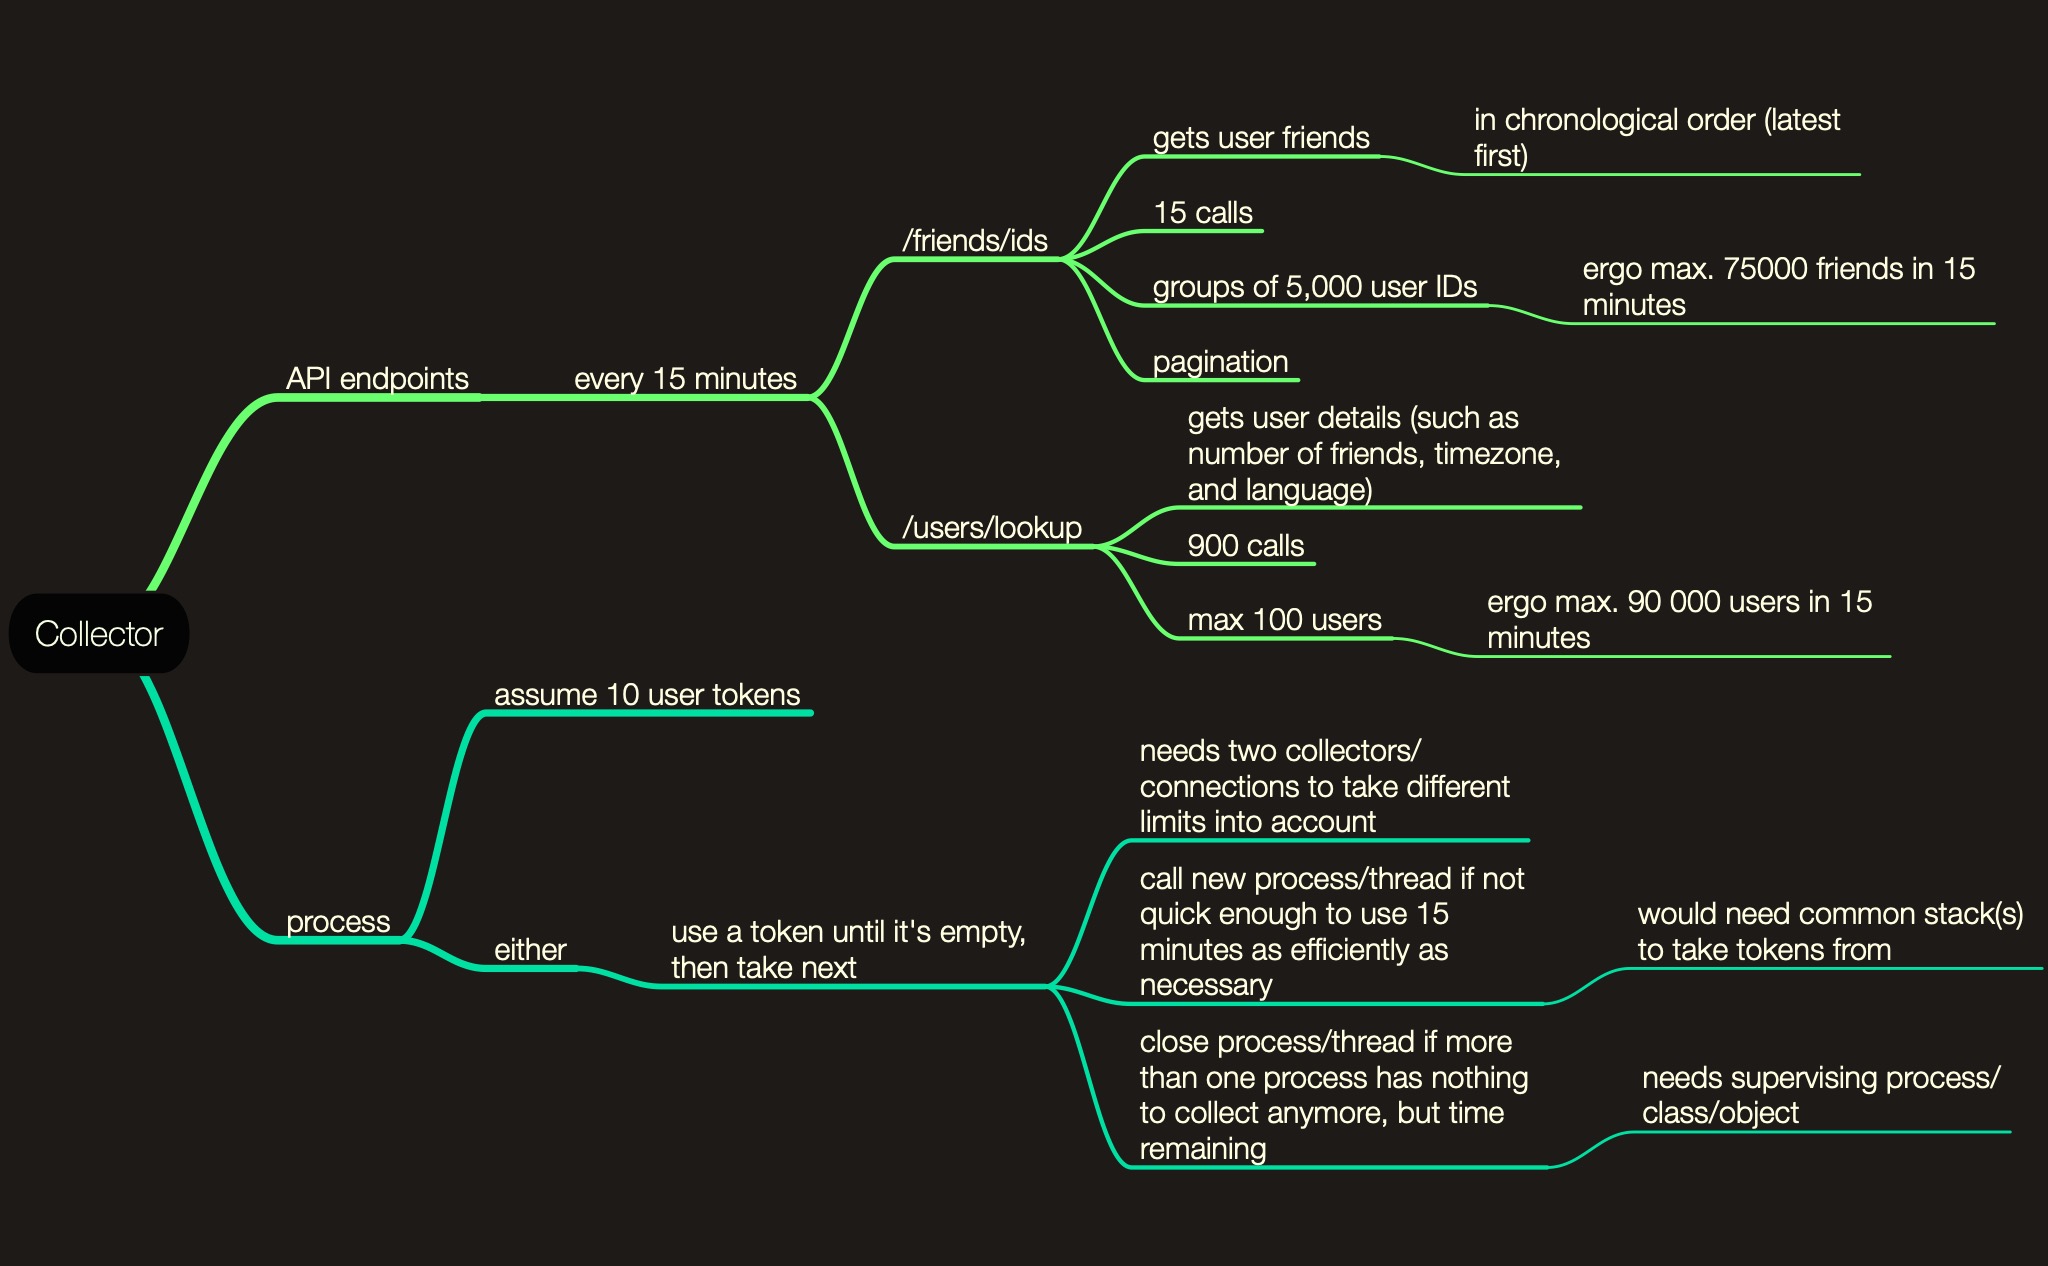 in chronological order (latest
first)
gets user friends
15 calls
/friends/ids
ergo max. 75000 friends in 15
minutes
groups of 5,000 user IDs
pagination
API endpoints
every 15 minutes
gets user details (such as
number of friends, timezone,
and language)
/users/lookup
900 calls
ergo max. 90 000 users in 15
minutes
max 100 users
Collector
assume 10 user tokens
needs two collectors/
connections to take different
limits into account
call new process/thread if not
quick enough to use 15
minutes as efficiently as
necessary
would need common stack(s)
to take tokens from
process
either
use a token until it's empty,
then take next
close process/thread if more
than one process has nothing
to collect anymore, but time
remaining
needs supervising process/
class/object